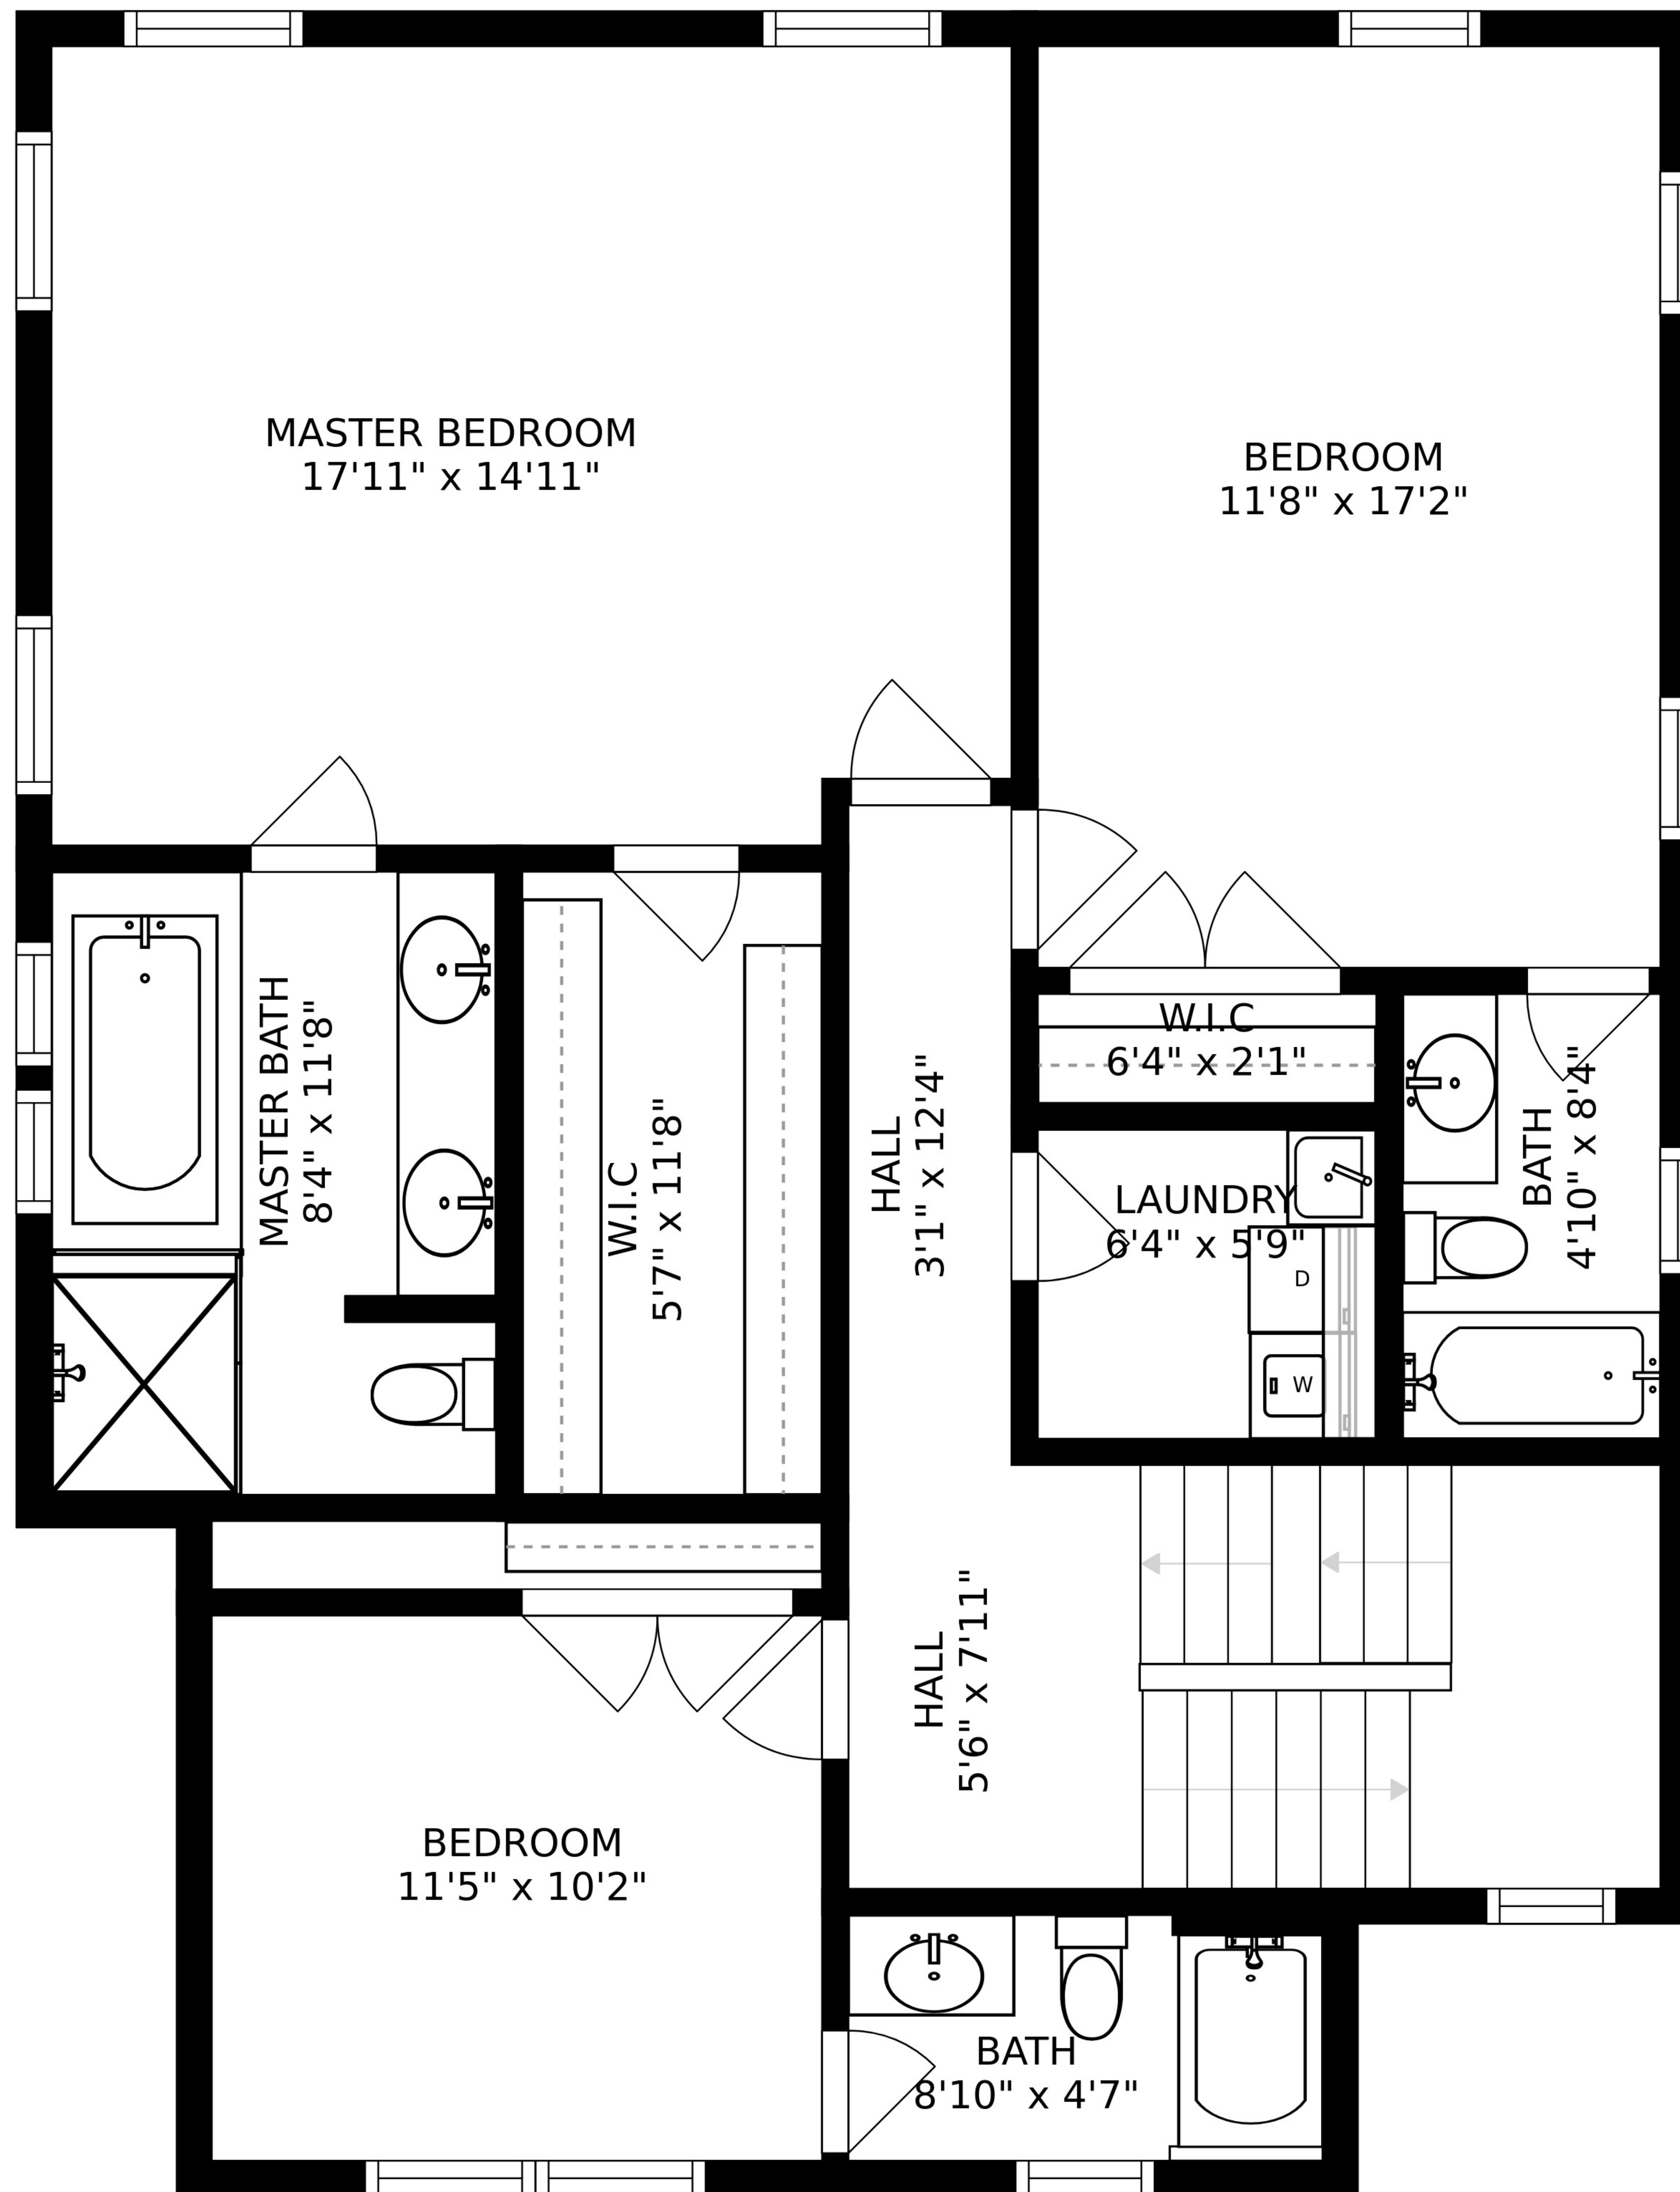 MASTER BEDROOM
17'11" x 14'11"
BEDROOM
11'8" x 17'2"
MASTER BATH
8'4" x 11'8"
W.I.C
5'7" x 11'8"
HALL
3'1" x 12'4"
W.I.C
6'4" x 2'1"
LAUNDRY
6'4" x 5'9"
D
W
BATH
4'10" x 8'4"
HALL
5'6" x 7'11"
BEDROOM
11'5" x 10'2"
BATH
8'10" x 4'7"